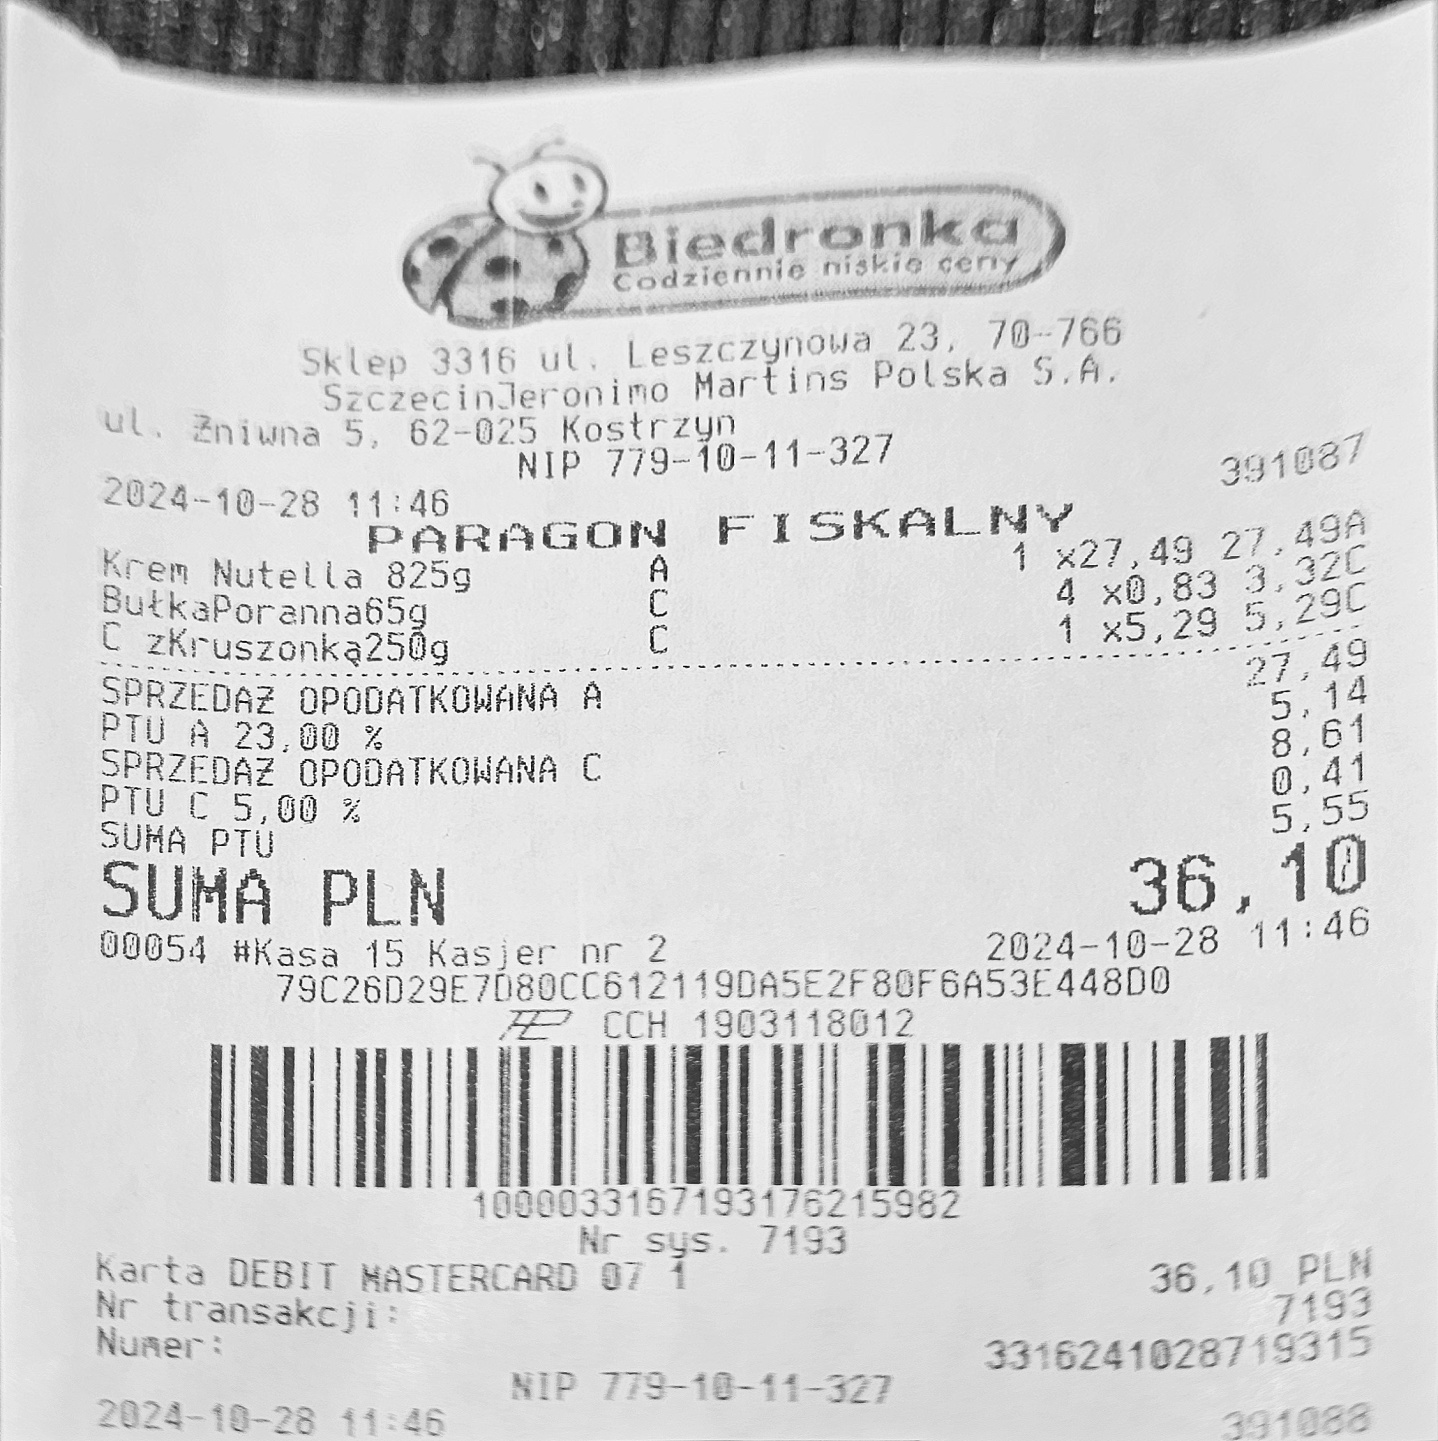 Biedronka
Codziennie niskie ceny
Sklep 3316 ul. Leszczynowa 23, 70-766
SzczecinJeronimo Martins Polska S.A.
ul. Żniwna 5, 62-025 Kostrzyn
NIP 779-10-11-327
2024-10-28 11:46 391087
PARAGON FISKALNY
Krem Nutella 825g A 1 x27,49 27,49A
BułkaPoranna65g C 4 x0,83 3,32C
C zKruszonką250g C 1 x5,29 5,29C
SPRZEDAŻ OPODATKOWANA A 27,49
PTU A 23,00 % 5,14
SPRZEDAŻ OPODATKOWANA C 8,61
PTU C 5,00 % 0,41
SUMA PTU 5,55
SUMA PLN 36,10
00054 #Kasa 15 Kasjer nr 2 2024-10-28 11:46
79C26D29E7D80CC612119DA5E2F80F6A53E448D0
CCH 1903118012
1000033167193176215982
Nr sys. 7193
Karta DEBIT MASTERCARD 07 1 36,10 PLN
Nr transakcji: 7193
Numer: 3316241028719315
NIP 779-10-11-327
2024-10-28 11:46 391088